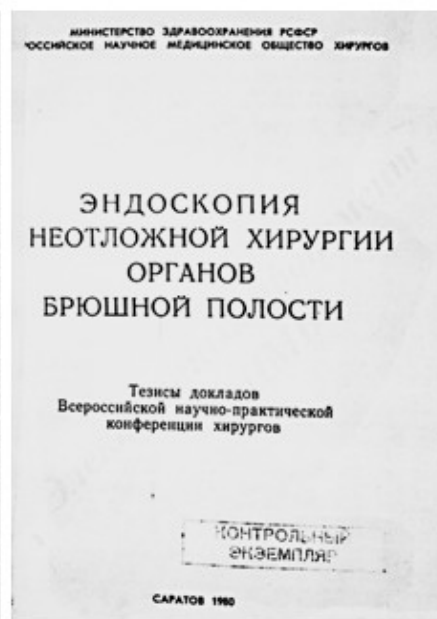 МИНИСТЕРСТВО ЗДРАВООХРАНЕНИЯ РСФСР
РОССИЙСКОЕ НАУЧНОЕ МЕДИЦИНСКОЕ ОБЩЕСТВО ХИРУРГОВ
ЭНДОСКОПИЯ
НЕОТЛОЖНОЙ ХИРУРГИИ
ОРГАНОВ
БРЮШНОЙ ПОЛОСТИ
Тезисы докладов
Всероссийской научно-практической
конференции хирургов
КОНТРОЛЬНЫЙ
ЭКЗЕМПЛЯР
САРАТОВ 1980